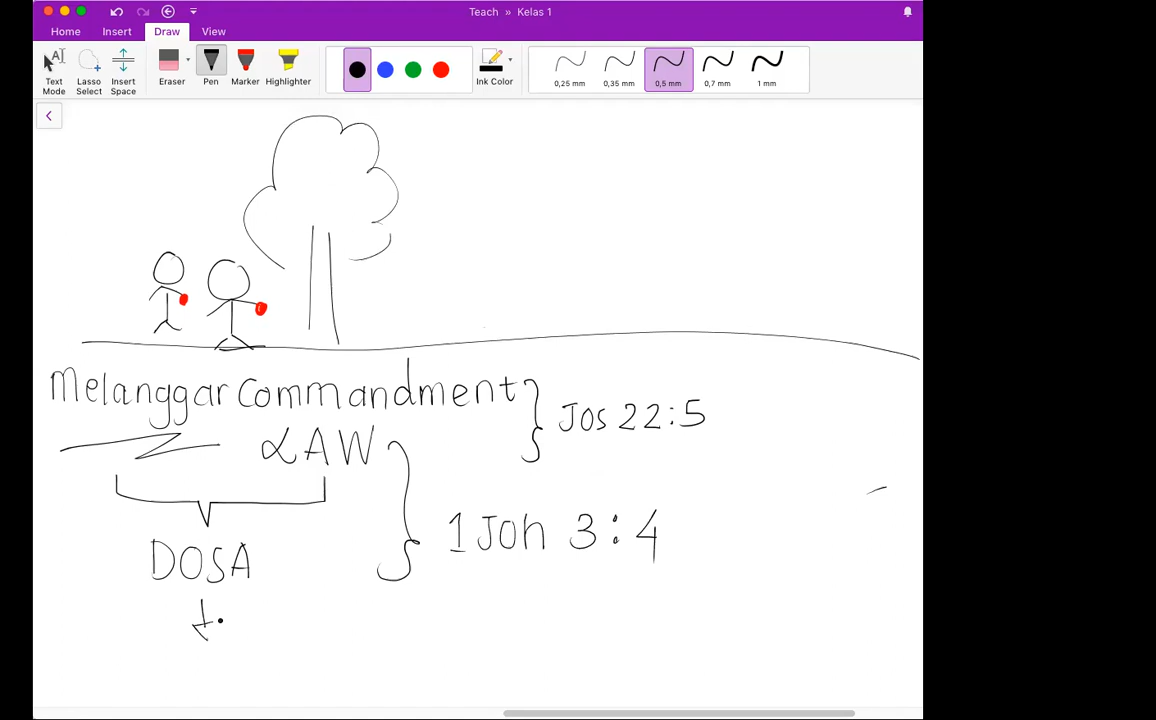 Teach » Kelas 1
Home Insert Draw View
Text Mode
Lasso Select
Insert Space
Eraser
Pen
Marker
Highlighter
Ink Color
0,25 mm 0,35 mm 0,5 mm 0,7 mm 1 mm
Melanggar Commandment
Jos 22:5
LAW
1 Joh 3:4
DOSA